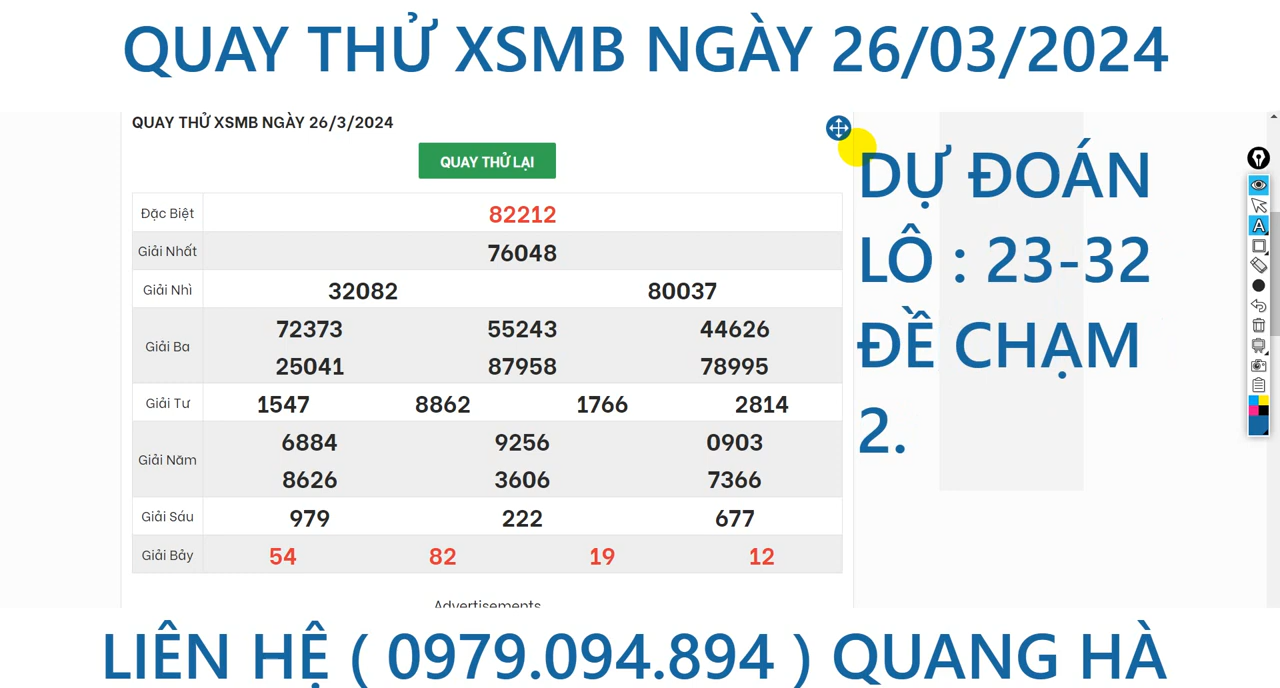 QUAY THỬ XSMB NGÀY 26/03/2024
QUAY THỬ XSMB NGÀY 26/3/2024
QUAY THỬ LẠI
Đặc Biệt 82212
Giải Nhất 76048
Giải Nhì 32082 80037
Giải Ba 72373 55243 44626
25041 87958 78995
Giải Tư 1547 8862 1766 2814
Giải Năm 6884 9256 0903
8626 3606 7366
Giải Sáu 979 222 677
Giải Bảy 54 82 19 12
Advertisements
DỰ ĐOÁN
LÔ : 23-32
ĐỀ CHẠM
2.
A
LIÊN HỆ ( 0979.094.894 ) QUANG HÀ